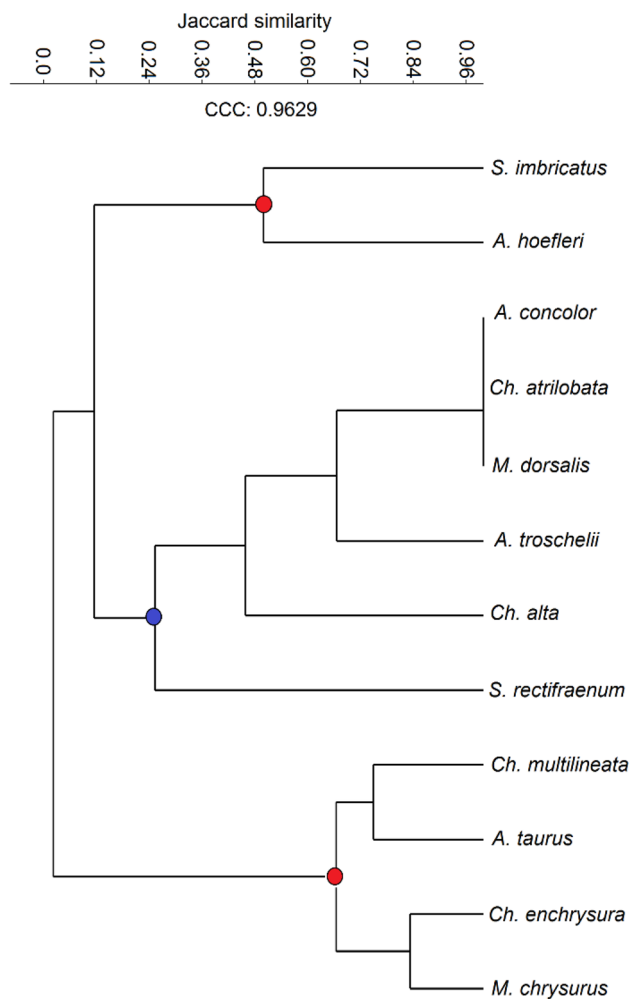 Jaccard similarity
0.0 0.12 0.24 0.36 0.48 0.60 0.72 0.84 0.96
CCC: 0.9629
S. imbricatus
A. hoefleri
A. concolor
Ch. atrilobata
M. dorsalis
A. troschelii
Ch. alta
S. rectifraenum
Ch. multilineata
A. taurus
Ch. enchrysura
M. chrysurus